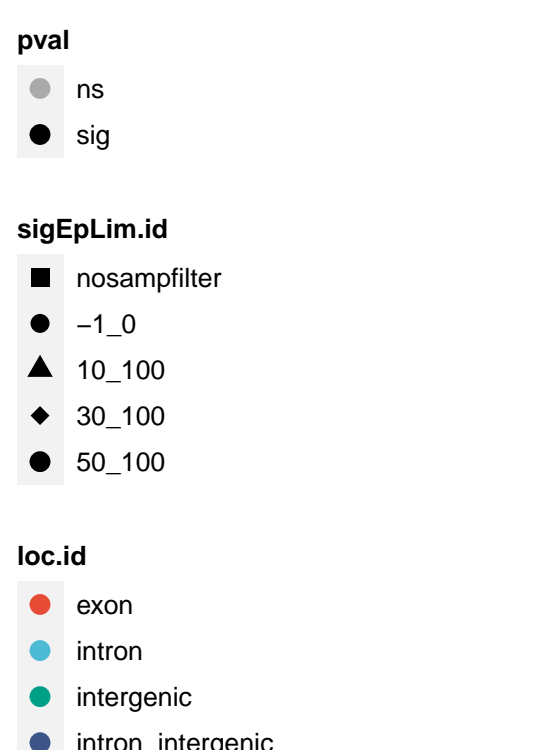 pval
ns
sig
sigEpLim.id
nosampfilter
−1_0
10_100
30_100
50_100
loc.id
exon
intron
intergenic
intron_intergenic